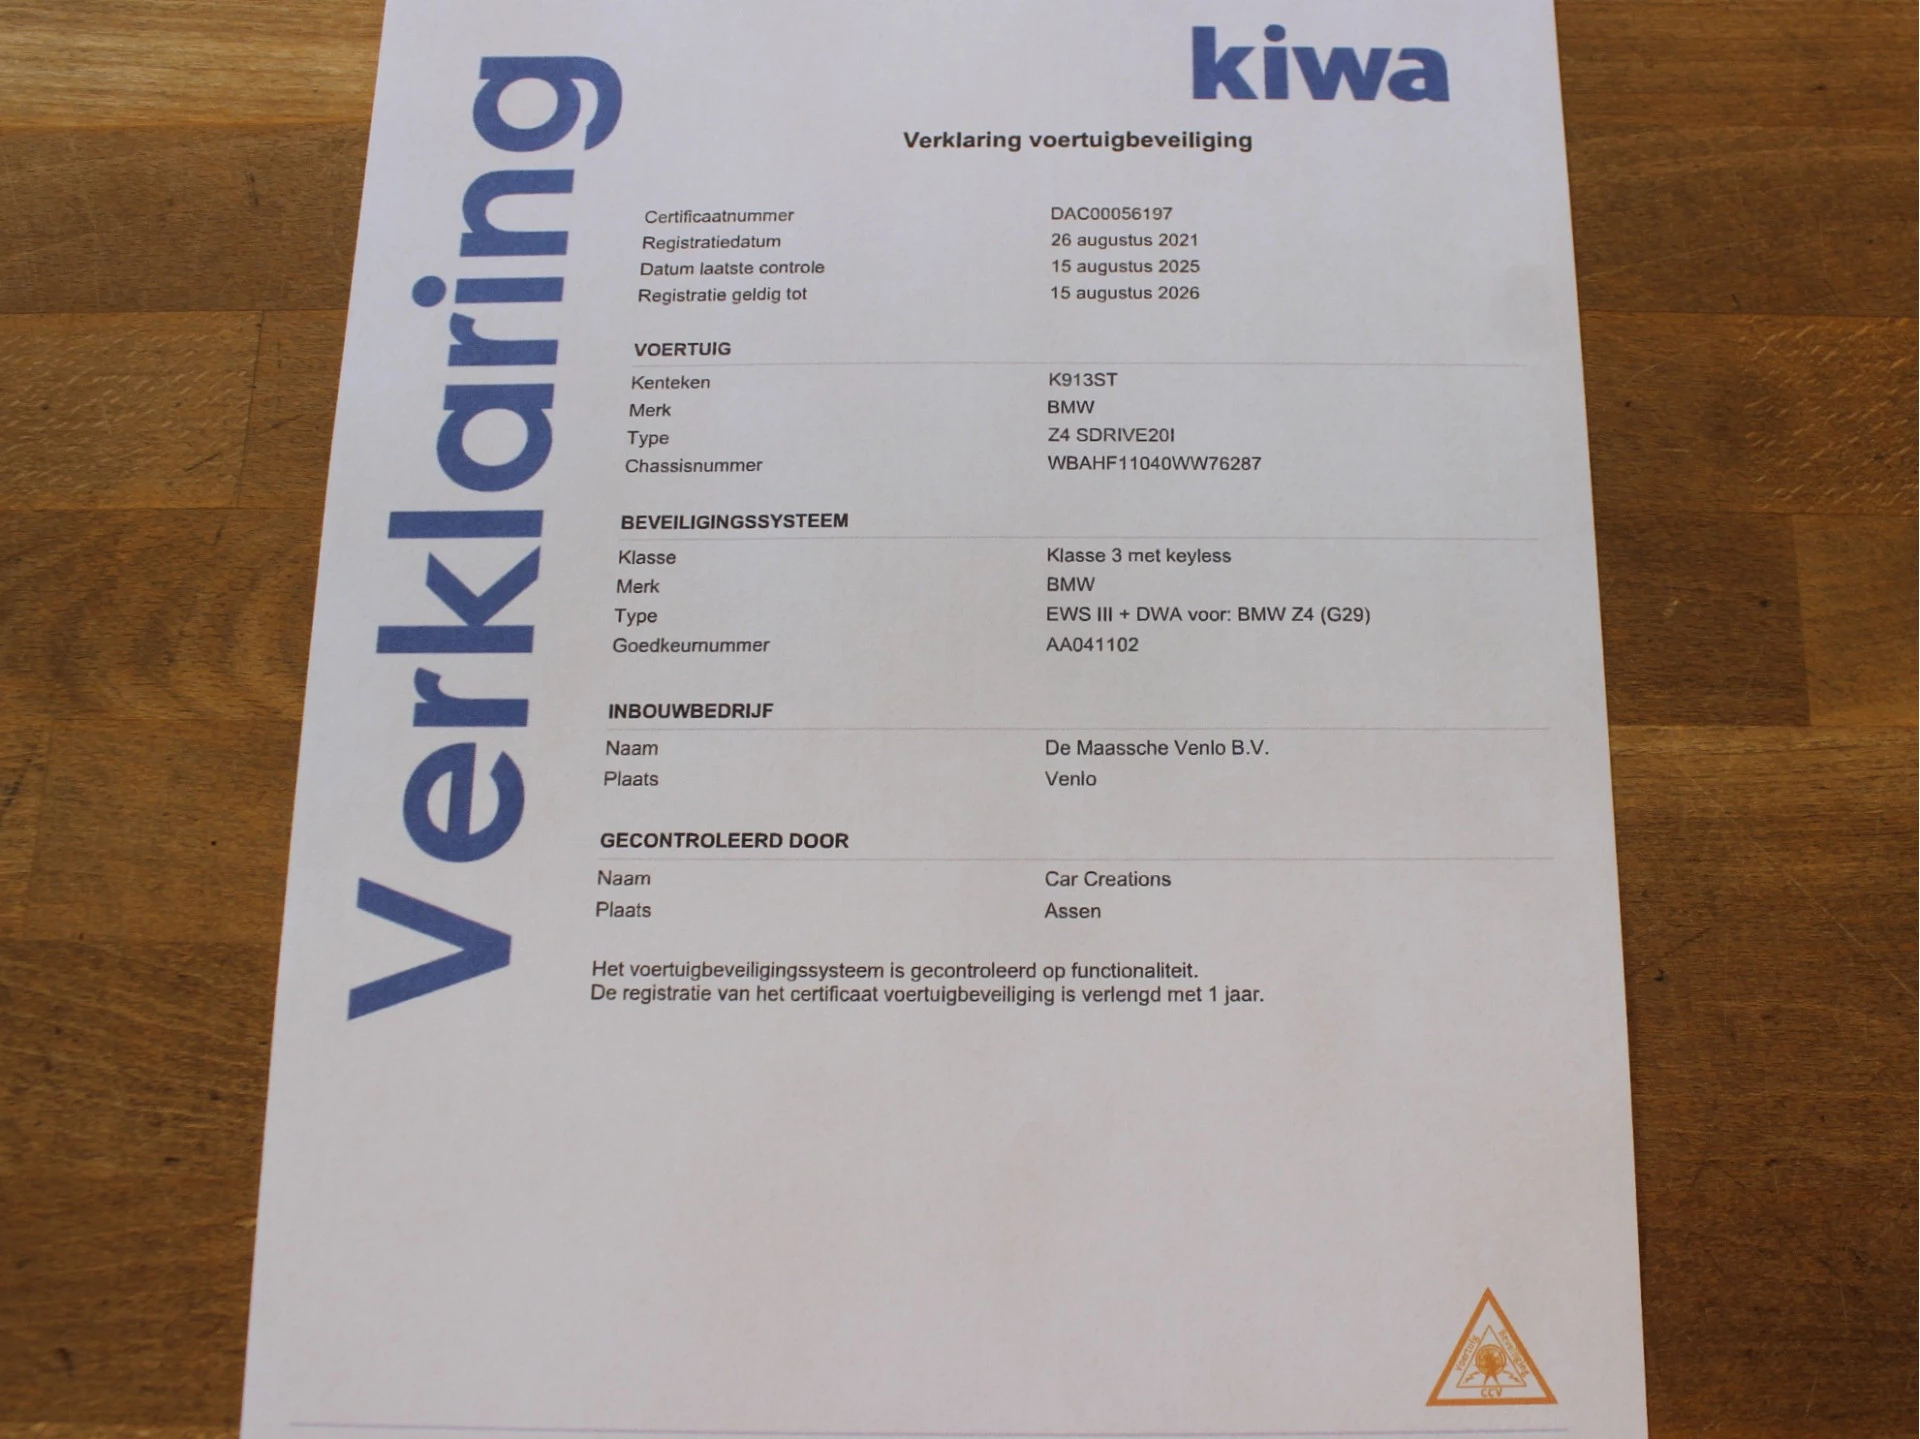 kiwa
Verklaring
Verklaring voertuigbeveiliging
Certificaatnummer DAC00056197
Registratiedatum 26 augustus 2021
Datum laatste controle 15 augustus 2025
Registratie geldig tot 15 augustus 2026
VOERTUIG
Kenteken K913ST
Merk BMW
Type Z4 SDRIVE20I
Chassisnummer WBAHF11040WW76287
BEVEILIGINGSSYSTEEM
Klasse Klasse 3 met keyless
Merk BMW
Type EWS III + DWA voor: BMW Z4 (G29)
Goedkeurnummer AA041102
INBOUWBEDRIJF
Naam De Maassche Venlo B.V.
Plaats Venlo
GECONTROLEERD DOOR
Naam Car Creations
Plaats Assen
Het voertuigbeveiligingssysteem is gecontroleerd op functionaliteit.
De registratie van het certificaat voertuigbeveiliging is verlengd met 1 jaar.
voertuig beveiliging
CCV